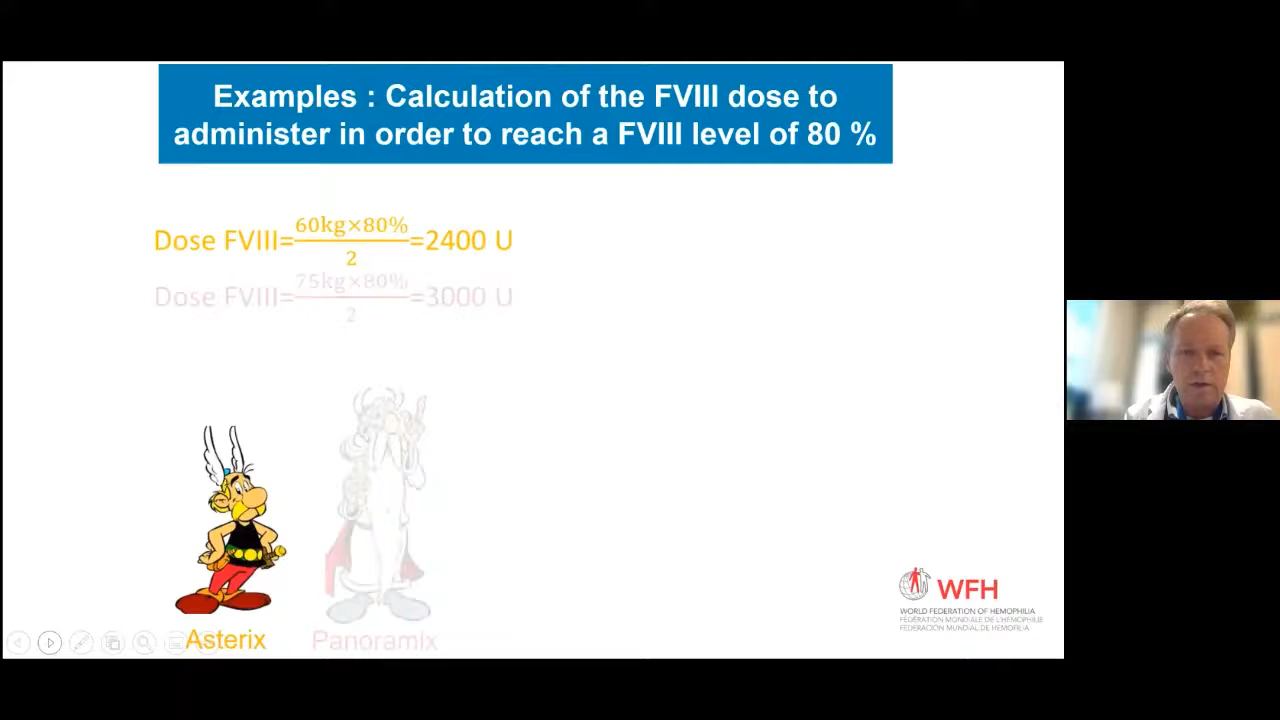 Examples : Calculation of the FVIII dose to
administer in order to reach a FVIII level of 80 %
Dose FVIII=60kg×80%/2=2400 U
Dose FVIII=75kg×80%/2=3000 U
Asterix
Panoramix
WFH
WORLD FEDERATION OF HEMOPHILIA
FÉDÉRATION MONDIALE DE L'HÉMOPHILIE
FEDERACIÓN MUNDIAL DE HEMOFILIA